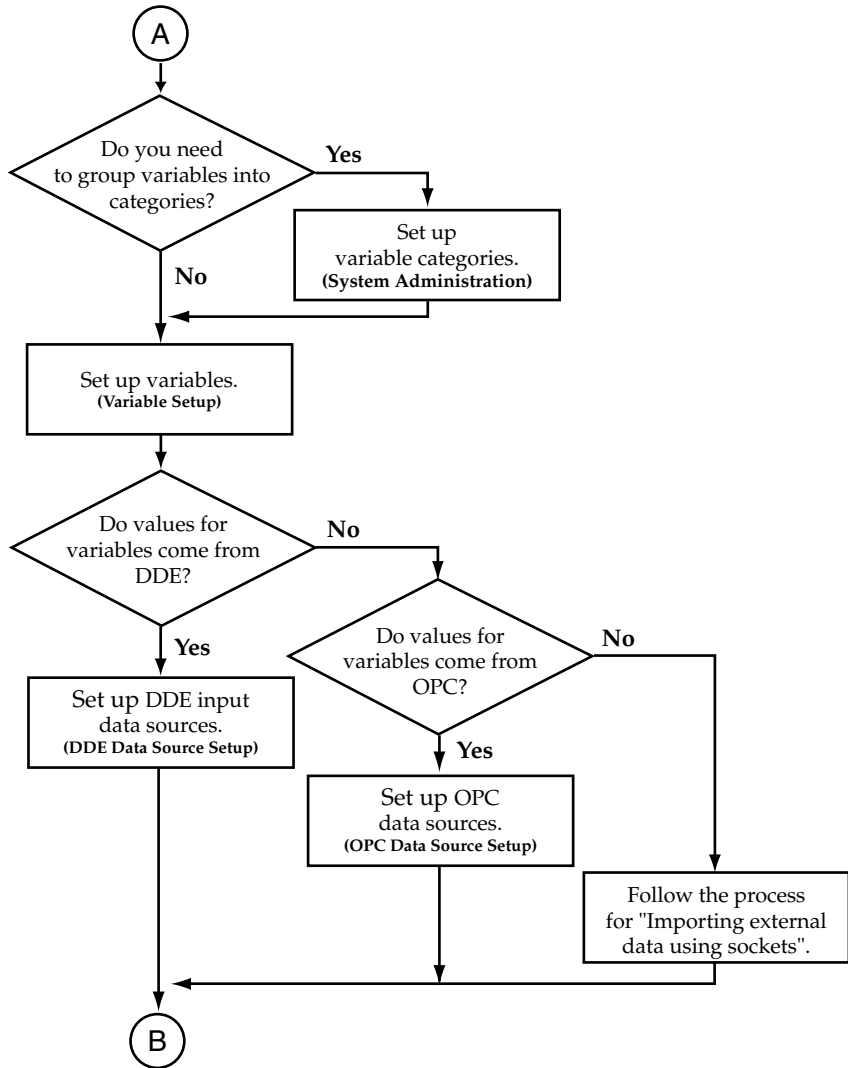 A
Do you need
to group variables into
categories?
Yes
Set up
variable categories.
(System Administration)
No
Set up variables.
(Variable Setup)
Do values for
variables come from
DDE?
No
Yes
Do values for
variables come from
OPC?
No
Set up DDE input
data sources.
(DDE Data Source Setup)
Yes
Set up OPC
data sources.
(OPC Data Source Setup)
Follow the process
for "Importing external
data using sockets".
B